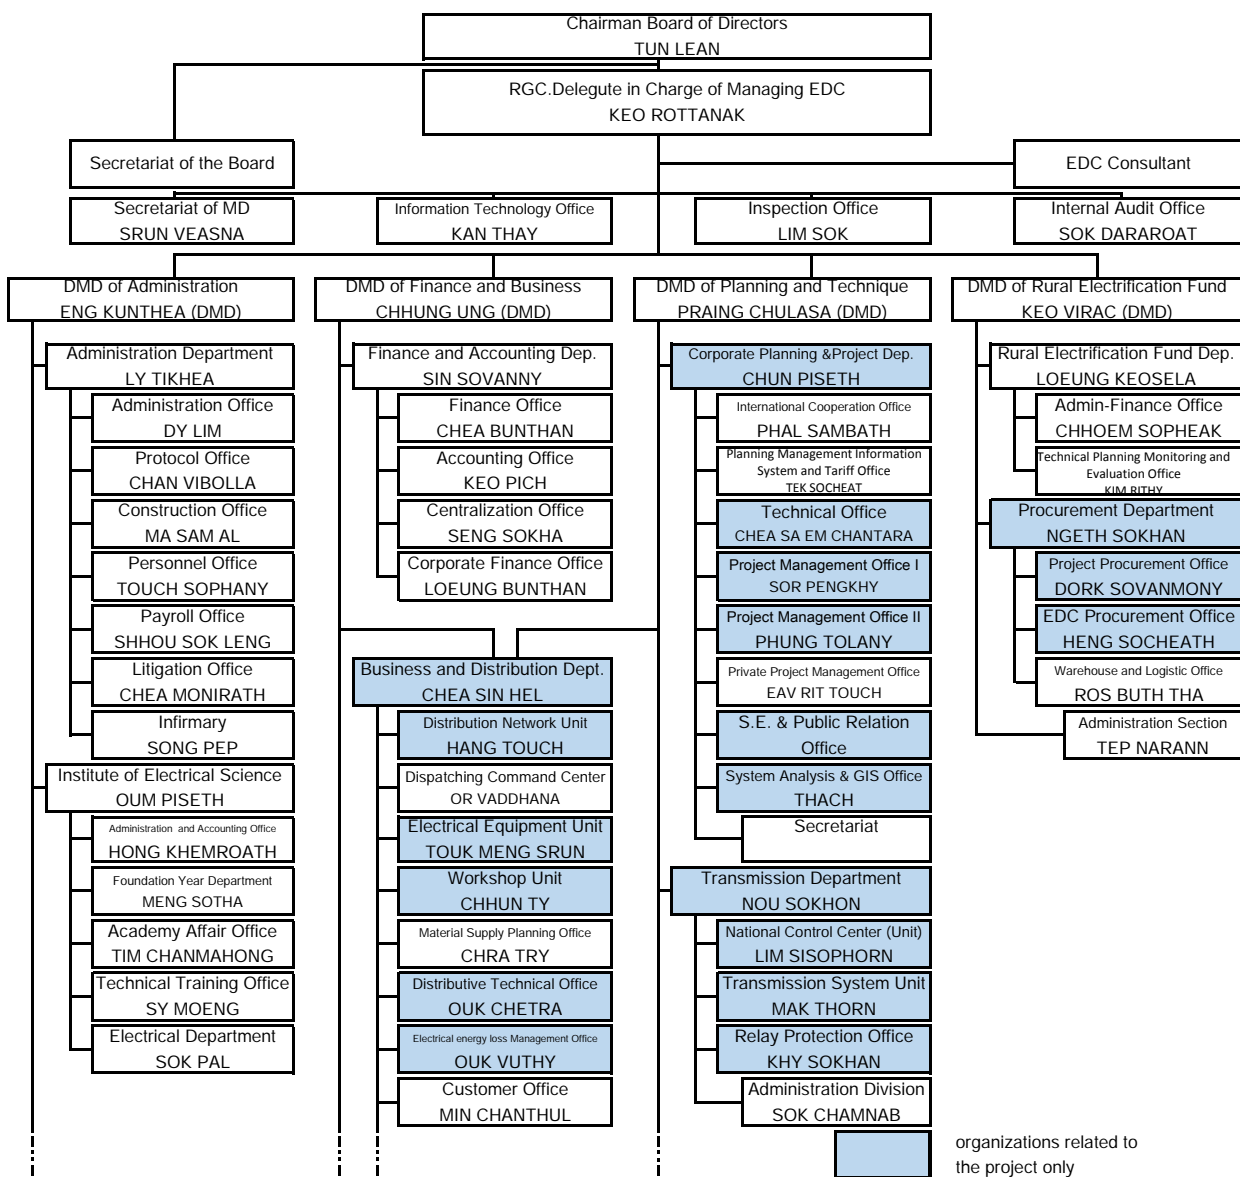 Chairman Board of Directors
TUN LEAN
RGC.Delegute in Charge of Managing EDC
KEO ROTTANAK
Secretariat of the Board
EDC Consultant
Secretariat of MD
SRUN VEASNA
Information Technology Office
KAN THAY
Inspection Office
LIM SOK
Internal Audit Office
SOK DARAROAT
DMD of Administration
ENG KUNTHEA (DMD)
DMD of Finance and Business
CHHUNG UNG (DMD)
DMD of Planning and Technique
PRAING CHULASA (DMD)
DMD of Rural Electrification Fund
KEO VIRAC (DMD)
Administration Department
LY TIKHEA
Administration Office
DY LIM
Protocol Office
CHAN VIBOLLA
Construction Office
MA SAM AL
Personnel Office
TOUCH SOPHANY
Payroll Office
SHHOU SOK LENG
Litigation Office
CHEA MONIRATH
Infirmary
SONG PEP
Institute of Electrical Science
OUM PISETH
Administration and Accounting Office
HONG KHEMROATH
Foundation Year Department
MENG SOTHA
Academy Affair Office
TIM CHANMAHONG
Technical Training Office
SY MOENG
Electrical Department
SOK PAL
Finance and Accounting Dep.
SIN SOVANNY
Finance Office
CHEA BUNTHAN
Accounting Office
KEO PICH
Centralization Office
SENG SOKHA
Corporate Finance Office
LOEUNG BUNTHAN
Business and Distribution Dept.
CHEA SIN HEL
Distribution Network Unit
HANG TOUCH
Dispatching Command Center
OR VADDHANA
Electrical Equipment Unit
TOUK MENG SRUN
Workshop Unit
CHHUN TY
Material Supply Planning Office
CHRA TRY
Distributive Technical Office
OUK CHETRA
Electrical energy loss Management Office
OUK VUTHY
Customer Office
MIN CHANTHUL
Corporate Planning &Project Dep.
CHUN PISETH
International Cooperation Office
PHAL SAMBATH
Planning Management Information
System and Tariff Office
TEK SOCHEAT
Technical Office
CHEA SA EM CHANTARA
Project Management Office I
SOR PENGKHY
Project Management Office II
PHUNG TOLANY
Private Project Management Office
EAV RIT TOUCH
S.E. & Public Relation
Office
System Analysis & GIS Office
THACH
Secretariat
Transmission Department
NOU SOKHON
National Control Center (Unit)
LIM SISOPHORN
Transmission System Unit
MAK THORN
Relay Protection Office
KHY SOKHAN
Administration Division
SOK CHAMNAB
Rural Electrification Fund Dep.
LOEUNG KEOSELA
Admin-Finance Office
CHHOEM SOPHEAK
Technical Planning Monitoring and
Evaluation Office
KIM RITHY
Procurement Department
NGETH SOKHAN
Project Procurement Office
DORK SOVANMONY
EDC Procurement Office
HENG SOCHEATH
Warehouse and Logistic Office
ROS BUTH THA
Administration Section
TEP NARANN
organizations related to
the project only